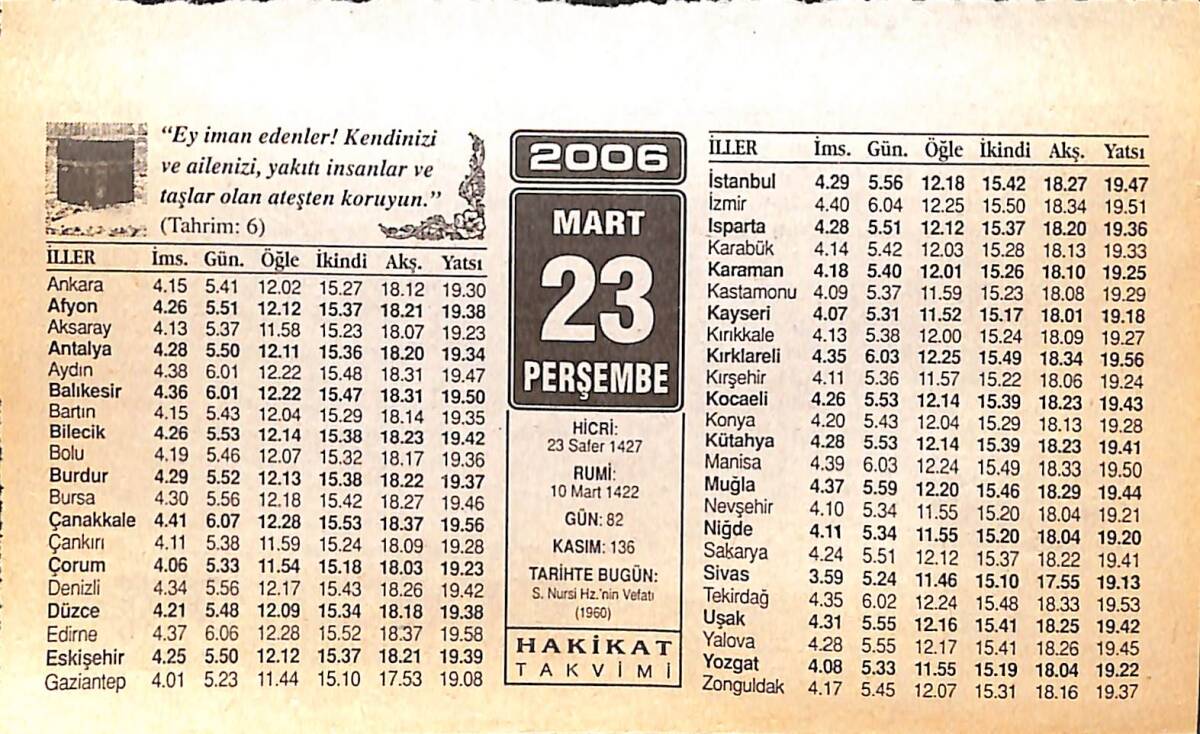 “Ey iman edenler! Kendinizi
ve ailenizi, yakıtı insanlar ve
taşlar olan ateşten koruyun.”
(Tahrim: 6)
İLLER İms. Gün. Öğle İkindi Akş. Yatsı
Ankara 4.15 5.41 12.02 15.27 18.12 19.30
Afyon 4.26 5.51 12.12 15.37 18.21 19.38
Aksaray 4.13 5.37 11.58 15.23 18.07 19.23
Antalya 4.28 5.50 12.11 15.36 18.20 19.34
Aydın 4.38 6.01 12.22 15.48 18.31 19.47
Balıkesir 4.36 6.01 12.22 15.47 18.31 19.50
Bartın 4.15 5.43 12.04 15.29 18.14 19.35
Bilecik 4.26 5.53 12.14 15.38 18.23 19.42
Bolu 4.19 5.46 12.07 15.32 18.17 19.36
Burdur 4.29 5.52 12.13 15.38 18.22 19.37
Bursa 4.30 5.56 12.18 15.42 18.27 19.46
Çanakkale 4.41 6.07 12.28 15.53 18.37 19.56
Çankırı 4.11 5.38 11.59 15.24 18.09 19.28
Çorum 4.06 5.33 11.54 15.18 18.03 19.23
Denizli 4.34 5.56 12.17 15.43 18.26 19.42
Düzce 4.21 5.48 12.09 15.34 18.18 19.38
Edirne 4.37 6.06 12.28 15.52 18.37 19.58
Eskişehir 4.25 5.50 12.12 15.37 18.21 19.39
Gaziantep 4.01 5.23 11.44 15.10 17.53 19.08
2006
MART
23
PERŞEMBE
HİCRİ:
23 Safer 1427
RUMİ:
10 Mart 1422
GÜN: 82
KASIM: 136
TARİHTE BUGÜN:
S. Nursi Hz.'nin Vefatı
(1960)
HAKİKAT
TAKVİMİ
İLLER İms. Gün. Öğle İkindi Akş. Yatsı
İstanbul 4.29 5.56 12.18 15.42 18.27 19.47
İzmir 4.40 6.04 12.25 15.50 18.34 19.51
Isparta 4.28 5.51 12.12 15.37 18.20 19.36
Karabük 4.14 5.42 12.03 15.28 18.13 19.33
Karaman 4.18 5.40 12.01 15.26 18.10 19.25
Kastamonu 4.09 5.37 11.59 15.23 18.08 19.29
Kayseri 4.07 5.31 11.52 15.17 18.01 19.18
Kırıkkale 4.13 5.38 12.00 15.24 18.09 19.27
Kırklareli 4.35 6.03 12.25 15.49 18.34 19.56
Kırşehir 4.11 5.36 11.57 15.22 18.06 19.24
Kocaeli 4.26 5.53 12.14 15.39 18.23 19.43
Konya 4.20 5.43 12.04 15.29 18.13 19.28
Kütahya 4.28 5.53 12.14 15.39 18.23 19.41
Manisa 4.39 6.03 12.24 15.49 18.33 19.50
Muğla 4.37 5.59 12.20 15.46 18.29 19.44
Nevşehir 4.10 5.34 11.55 15.20 18.04 19.21
Niğde 4.11 5.34 11.55 15.20 18.04 19.20
Sakarya 4.24 5.51 12.12 15.37 18.22 19.41
Sivas 3.59 5.24 11.46 15.10 17.55 19.13
Tekirdağ 4.35 6.02 12.24 15.48 18.33 19.53
Uşak 4.31 5.55 12.16 15.41 18.25 19.42
Yalova 4.28 5.55 12.17 15.41 18.26 19.45
Yozgat 4.08 5.33 11.55 15.19 18.04 19.22
Zonguldak 4.17 5.45 12.07 15.31 18.16 19.37